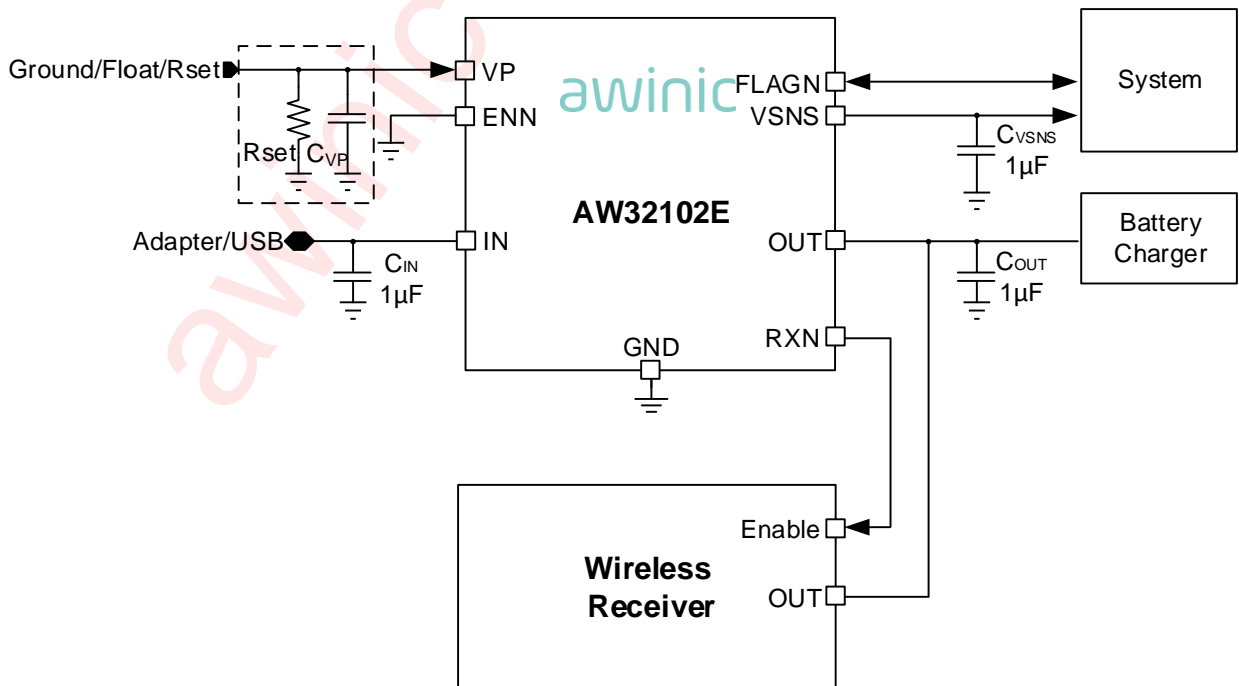 Ground/Float/Rset
Rset
CVP
VP
ENN
awinic
FLAGN
VSNS
System
CVSNS
1µF
AW32102E
Adapter/USB
CIN
1µF
IN
OUT
COUT
1µF
Battery
Charger
RXN
GND
Enable
Wireless
Receiver
OUT
awinic